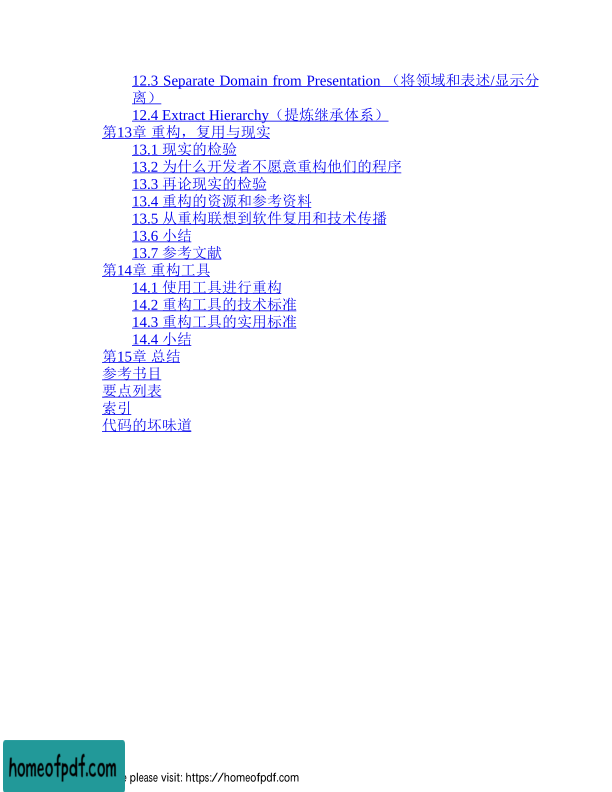 12.3 Separate Domain from Presentation （将领域和表述/显示分
离）
12.4 Extract Hierarchy（提炼继承体系）
第13章 重构，复用与现实
13.1 现实的检验
13.2 为什么开发者不愿意重构他们的程序
13.3 再论现实的检验
13.4 重构的资源和参考资料
13.5 从重构联想到软件复用和技术传播
13.6 小结
13.7 参考文献
第14章 重构工具
14.1 使用工具进行重构
14.2 重构工具的技术标准
14.3 重构工具的实用标准
14.4 小结
第15章 总结
参考书目
要点列表
索引
代码的坏味道
homeofpdf.com
please visit: https://homeofpdf.com